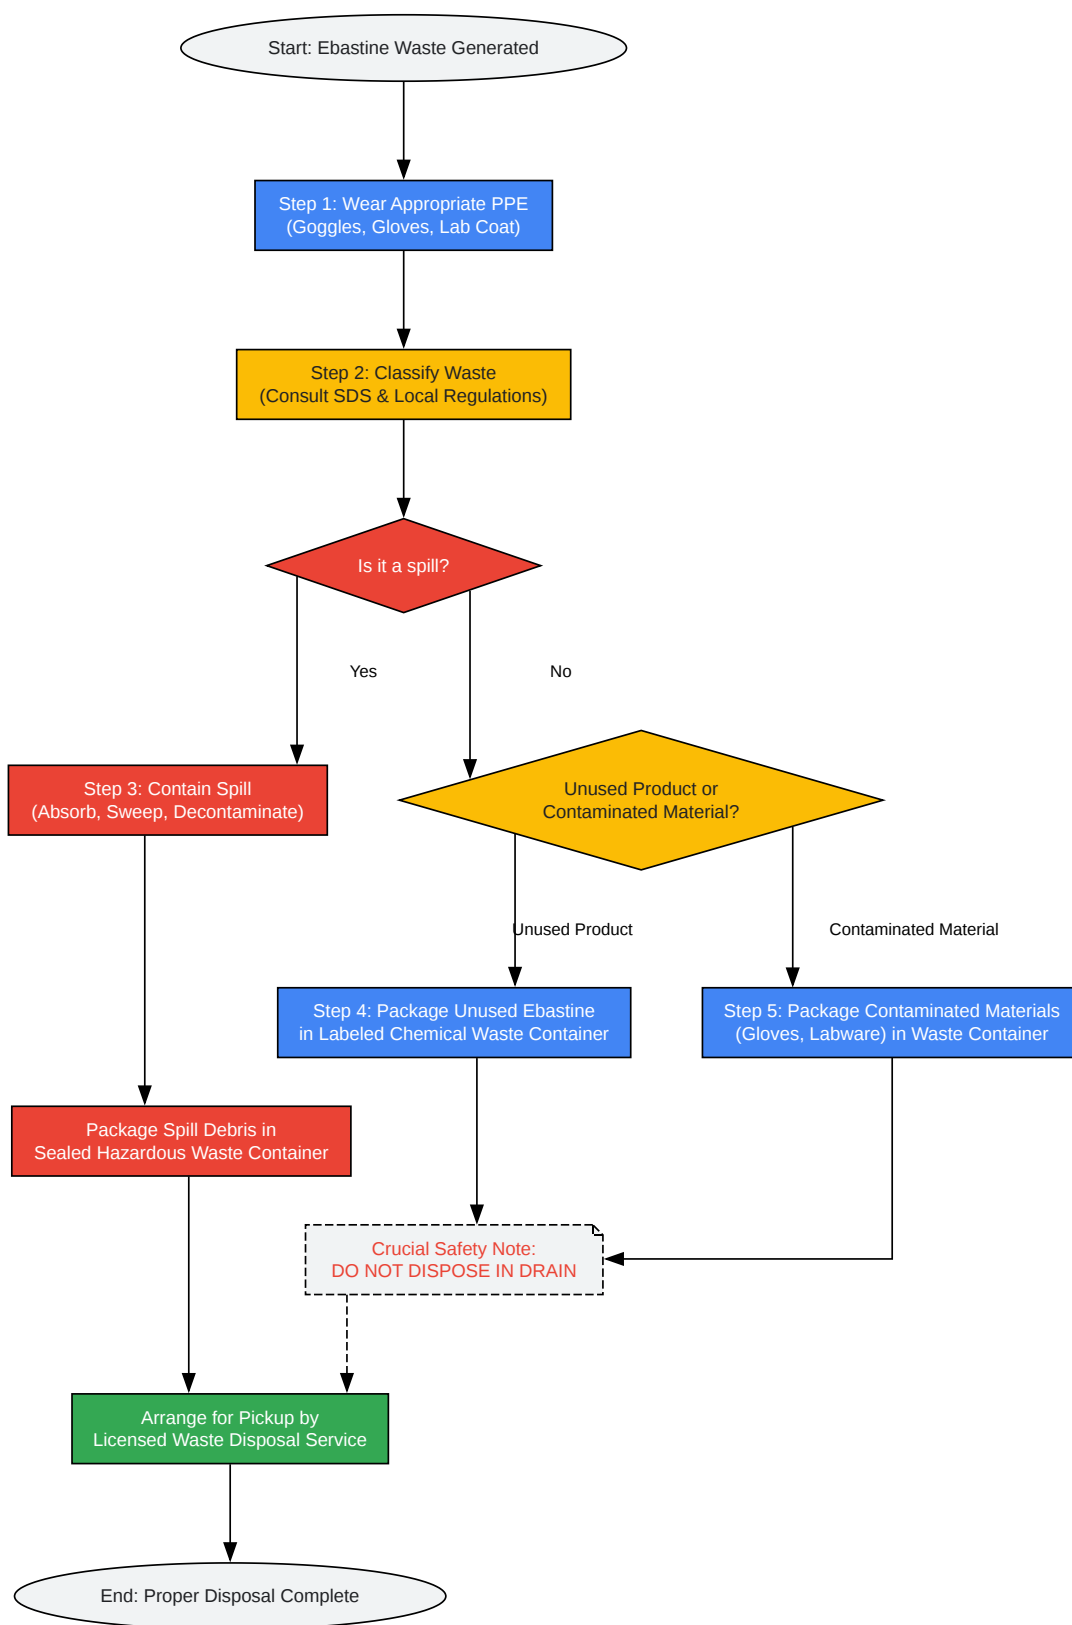 Start: Ebastine Waste Generated
Step 1: Wear Appropriate PPE
(Goggles, Gloves, Lab Coat)
Step 2: Classify Waste
(Consult SDS & Local Regulations)
Is it a spill?
Yes
No
Step 3: Contain Spill
(Absorb, Sweep, Decontaminate)
Unused Product or
Contaminated Material?
Unused Product
Contaminated Material
Step 4: Package Unused Ebastine
in Labeled Chemical Waste Container
Step 5: Package Contaminated Materials
(Gloves, Labware) in Waste Container
Package Spill Debris in
Sealed Hazardous Waste Container
Crucial Safety Note:
DO NOT DISPOSE IN DRAIN
Arrange for Pickup by
Licensed Waste Disposal Service
End: Proper Disposal Complete